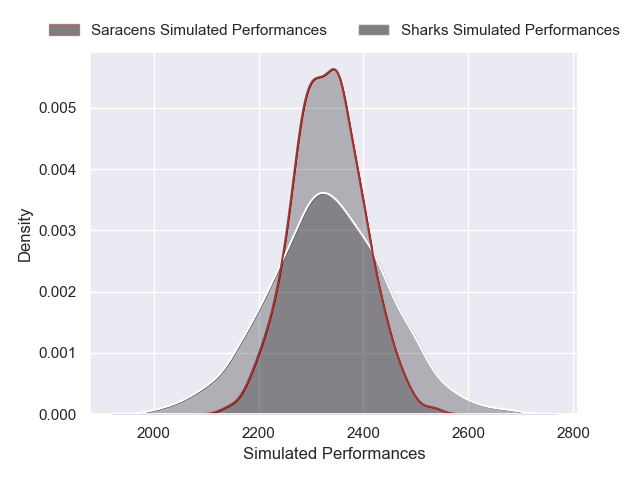 Saracens Simulated Performances
Sharks Simulated Performances
0.005
0.004
0.003
0.002
0.001
0.000
Density
2000
2200
2400
2600
2800
Simulated Performances